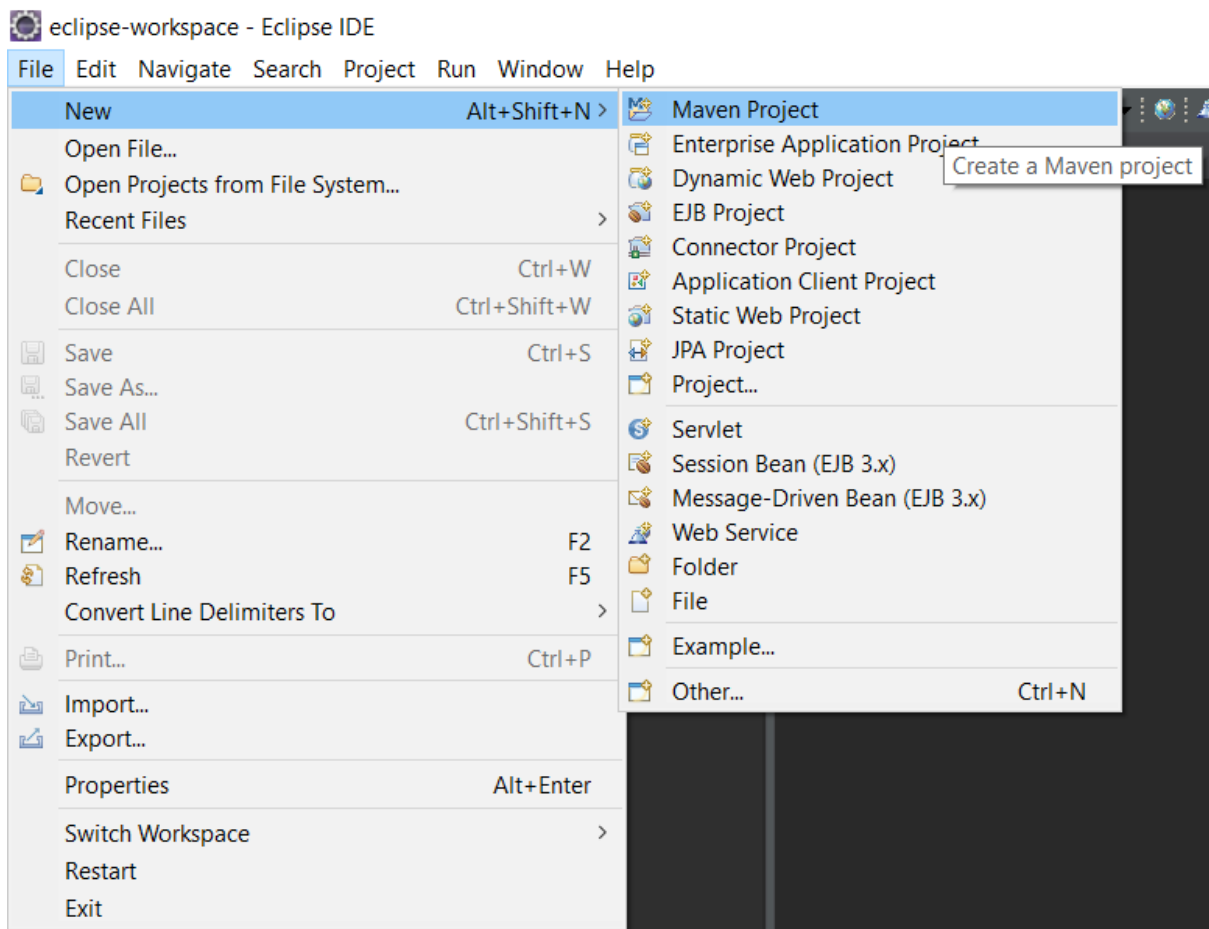 eclipse-workspace - Eclipse IDE
File Edit Navigate Search Project Run Window Help
New Alt+Shift+N >
Open File...
Open Projects from File System...
Recent Files >
Close Ctrl+W
Close All Ctrl+Shift+W
Save Ctrl+S
Save As...
Save All Ctrl+Shift+S
Revert
Move...
Rename... F2
Refresh F5
Convert Line Delimiters To >
Print... Ctrl+P
Import...
Export...
Properties Alt+Enter
Switch Workspace >
Restart
Exit
Maven Project
Enterprise Application Project
Create a Maven project
Dynamic Web Project
EJB Project
Connector Project
Application Client Project
Static Web Project
JPA Project
Project...
Servlet
Session Bean (EJB 3.x)
Message-Driven Bean (EJB 3.x)
Web Service
Folder
File
Example...
Other... Ctrl+N